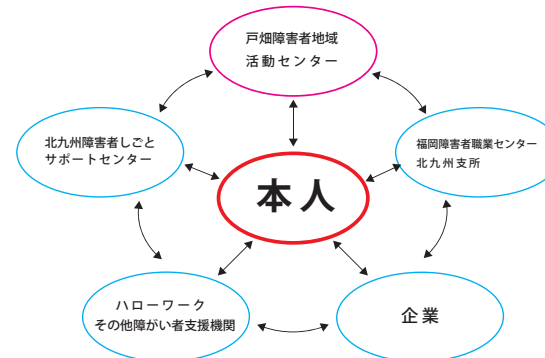 戸畑障害者地域
活動センター
北九州障害者しごと
サポートセンター
福岡障害者職業センター
北九州支所
本人
ハローワーク
その他障がい者支援機関
企業